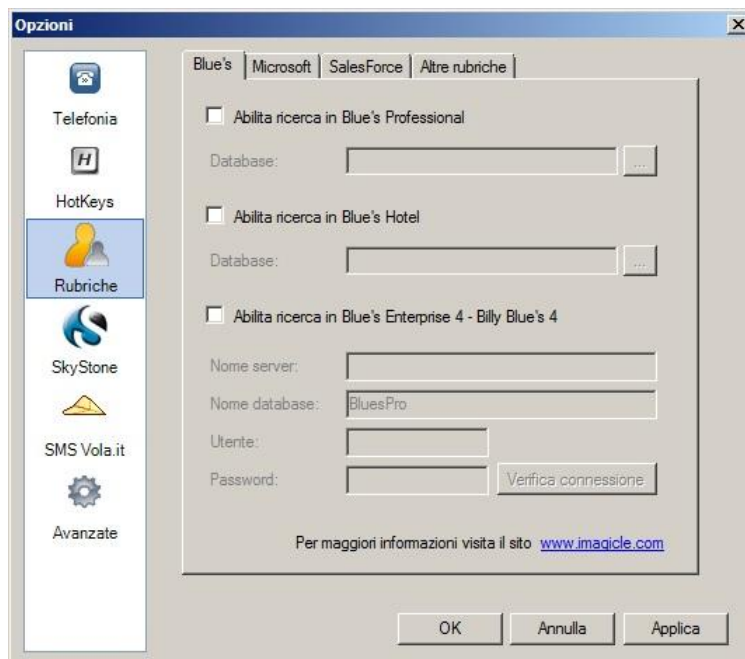 Opzioni
Telefonia
H
HotKeys
Rubriche
SkyStone
SMS Vola.it
Avanzate
Blue's Microsoft SalesForce Altre rubriche
Abilita ricerca in Blue's Professional
Database: ...
Abilita ricerca in Blue's Hotel
Database: ...
Abilita ricerca in Blue's Enterprise 4 - Billy Blue's 4
Nome server:
Nome database: BluesPro
Utente:
Password: Verifica connessione
Per maggiori informazioni visita il sito www.imagicle.com
OK Annulla Applica